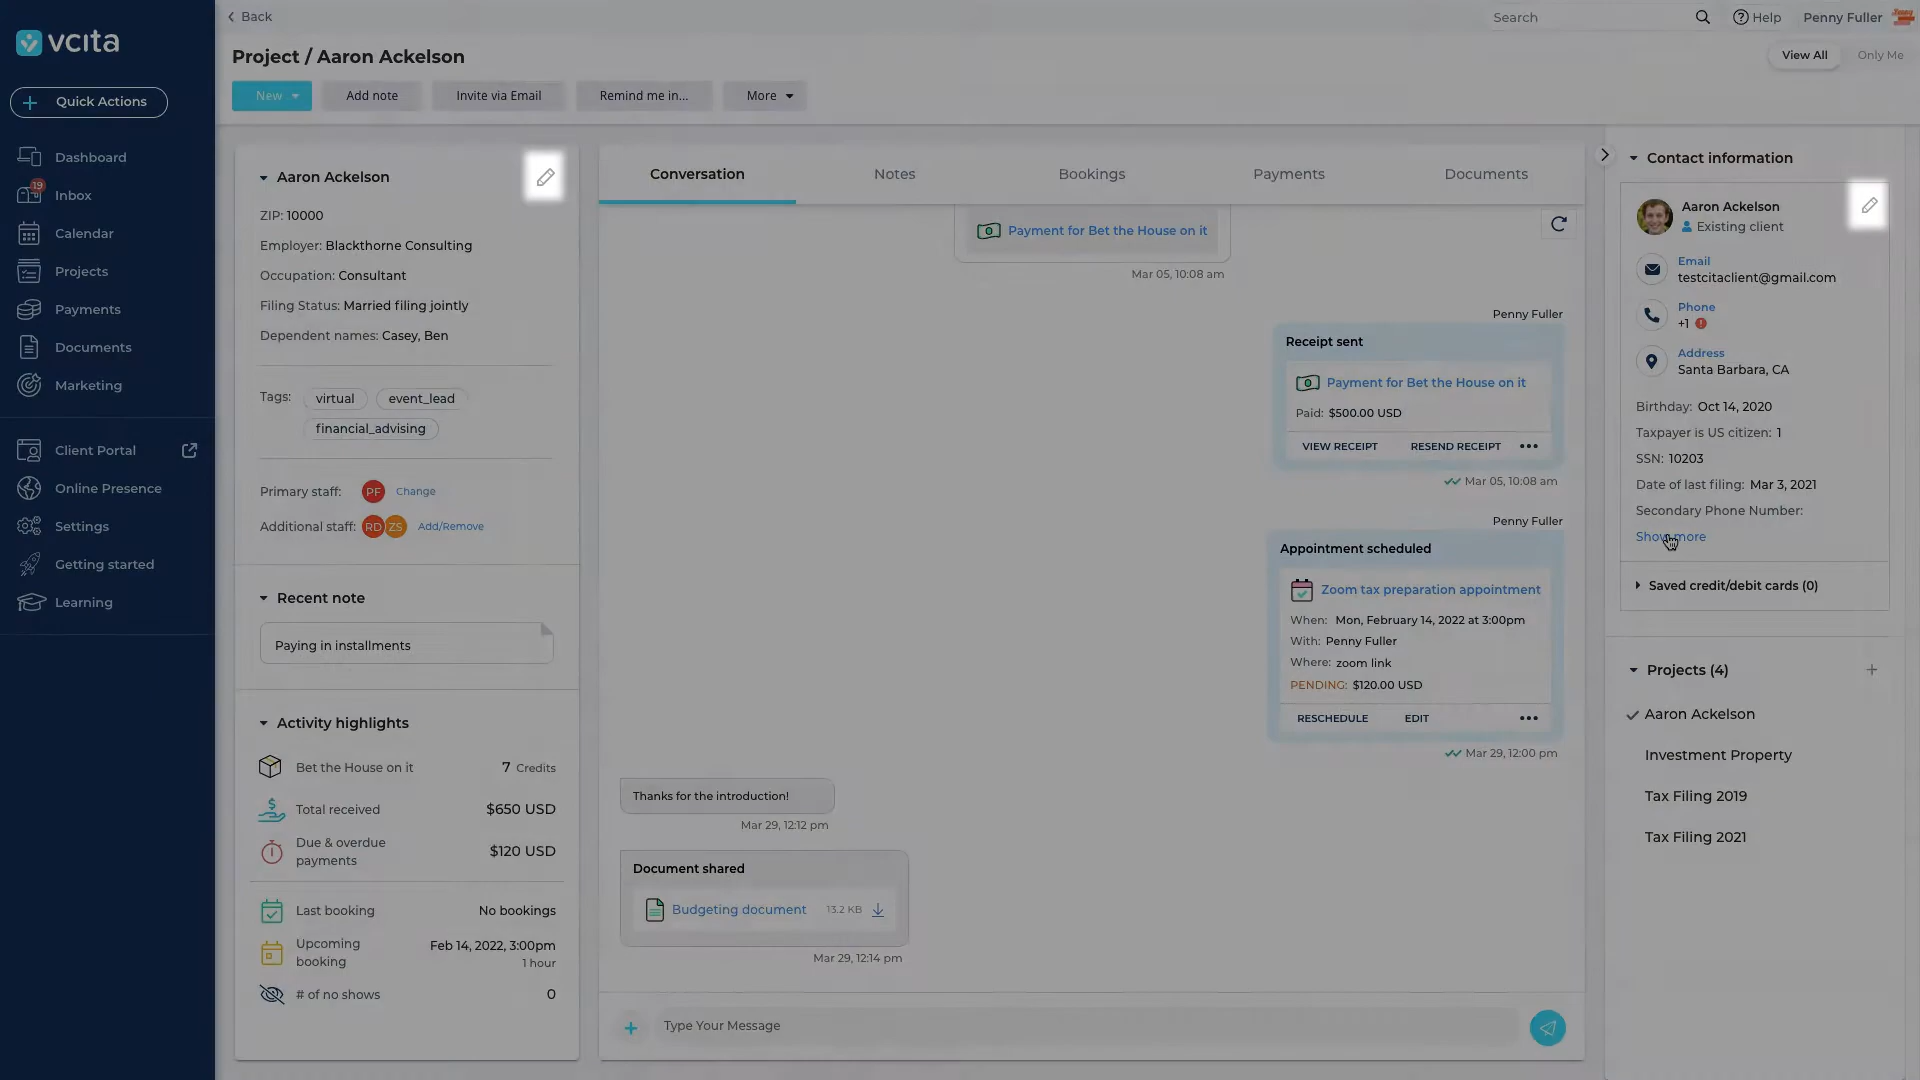 vcita
Quick Actions
Dashboard
19
Inbox
Calendar
Projects
Payments
Documents
Marketing
Client Portal
Online Presence
Settings
Getting started
Learning
Back
Search
Help
Penny Fuller
Project / Aaron Ackelson
View All
Only Me
New
Add note
Invite via Email
Remind me in...
More
Aaron Ackelson
ZIP: 10000
Employer: Blackthorne Consulting
Occupation: Consultant
Filing Status: Married filing jointly
Dependent names: Casey, Ben
Tags: virtual event_lead
financial_advising
Primary staff: PF Change
Additional staff: RD ZS Add/Remove
Recent note
Paying in installments
Activity highlights
Bet the House on it 7 Credits
Total received $650 USD
Due & overdue
payments $120 USD
Last booking No bookings
Upcoming
booking
Feb 14, 2022, 3:00pm
1 hour
# of no shows 0
Conversation
Notes
Bookings
Payments
Documents
Payment for Bet the House on it
Mar 05, 10:08 am
Penny Fuller
Receipt sent
Payment for Bet the House on it
Paid: $500.00 USD
VIEW RECEIPT RESEND RECEIPT
Mar 05, 10:08 am
Penny Fuller
Appointment scheduled
Zoom tax preparation appointment
When: Mon, February 14, 2022 at 3:00pm
With: Penny Fuller
Where: zoom link
PENDING: $120.00 USD
RESCHEDULE EDIT
Mar 29, 12:00 pm
Thanks for the introduction!
Mar 29, 12:12 pm
Document shared
Budgeting document 13.2 KB
Mar 29, 12:14 pm
Type Your Message
Contact information
Aaron Ackelson
Existing client
Email
testcitaclient@gmail.com
Phone
+1
Address
Santa Barbara, CA
Birthday: Oct 14, 2020
Taxpayer is US citizen: 1
SSN: 10203
Date of last filing: Mar 3, 2021
Secondary Phone Number:
Show more
Saved credit/debit cards (0)
Projects (4)
Aaron Ackelson
Investment Property
Tax Filing 2019
Tax Filing 2021